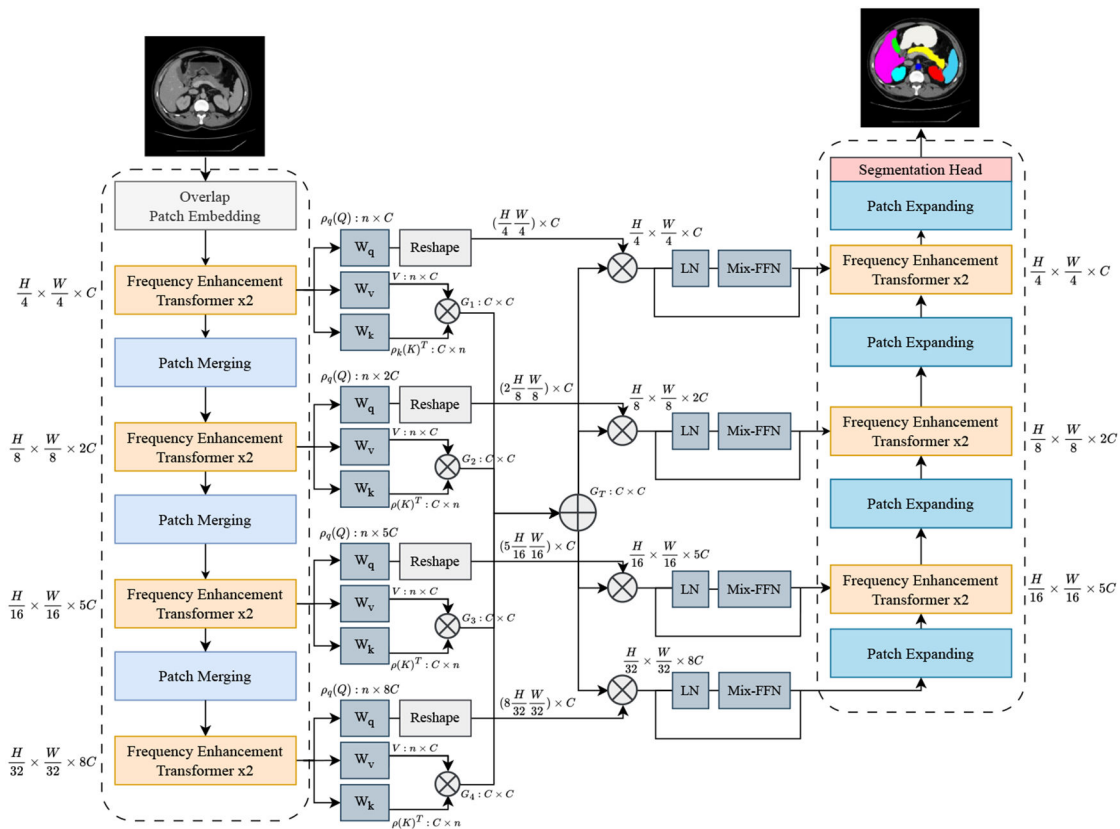 Overlap
Patch Embedding
H/4 × W/4 × C
Frequency Enhancement
Transformer x2
Patch Merging
H/8 × W/8 × 2C
Frequency Enhancement
Transformer x2
Patch Merging
H/16 × W/16 × 5C
Frequency Enhancement
Transformer x2
Patch Merging
H/32 × W/32 × 8C
Frequency Enhancement
Transformer x2
ρq(Q) : n × C
Wq
Reshape
(H/4 W/4) × C
Wv
V : n × C
G1 : C × C
Wk
ρk(K)^T : C × n
ρq(Q) : n × 2C
Wq
Reshape
(2 H/8 W/8) × C
Wv
V : n × C
G2 : C × C
Wk
ρ(K)^T : C × n
ρq(Q) : n × 5C
Wq
Reshape
(5 H/16 W/16) × C
Wv
V : n × C
G3 : C × C
Wk
ρ(K)^T : C × n
ρq(Q) : n × 8C
Wq
Reshape
(8 H/32 W/32) × C
Wv
V : n × C
G4 : C × C
Wk
ρ(K)^T : C × n
GT : C × C
H/4 × W/4 × C
LN
Mix-FFN
H/8 × W/8 × 2C
LN
Mix-FFN
H/16 × W/16 × 5C
LN
Mix-FFN
H/32 × W/32 × 8C
LN
Mix-FFN
Segmentation Head
Patch Expanding
Frequency Enhancement
Transformer x2
H/4 × W/4 × C
Patch Expanding
Frequency Enhancement
Transformer x2
H/8 × W/8 × 2C
Patch Expanding
Frequency Enhancement
Transformer x2
H/16 × W/16 × 5C
Patch Expanding